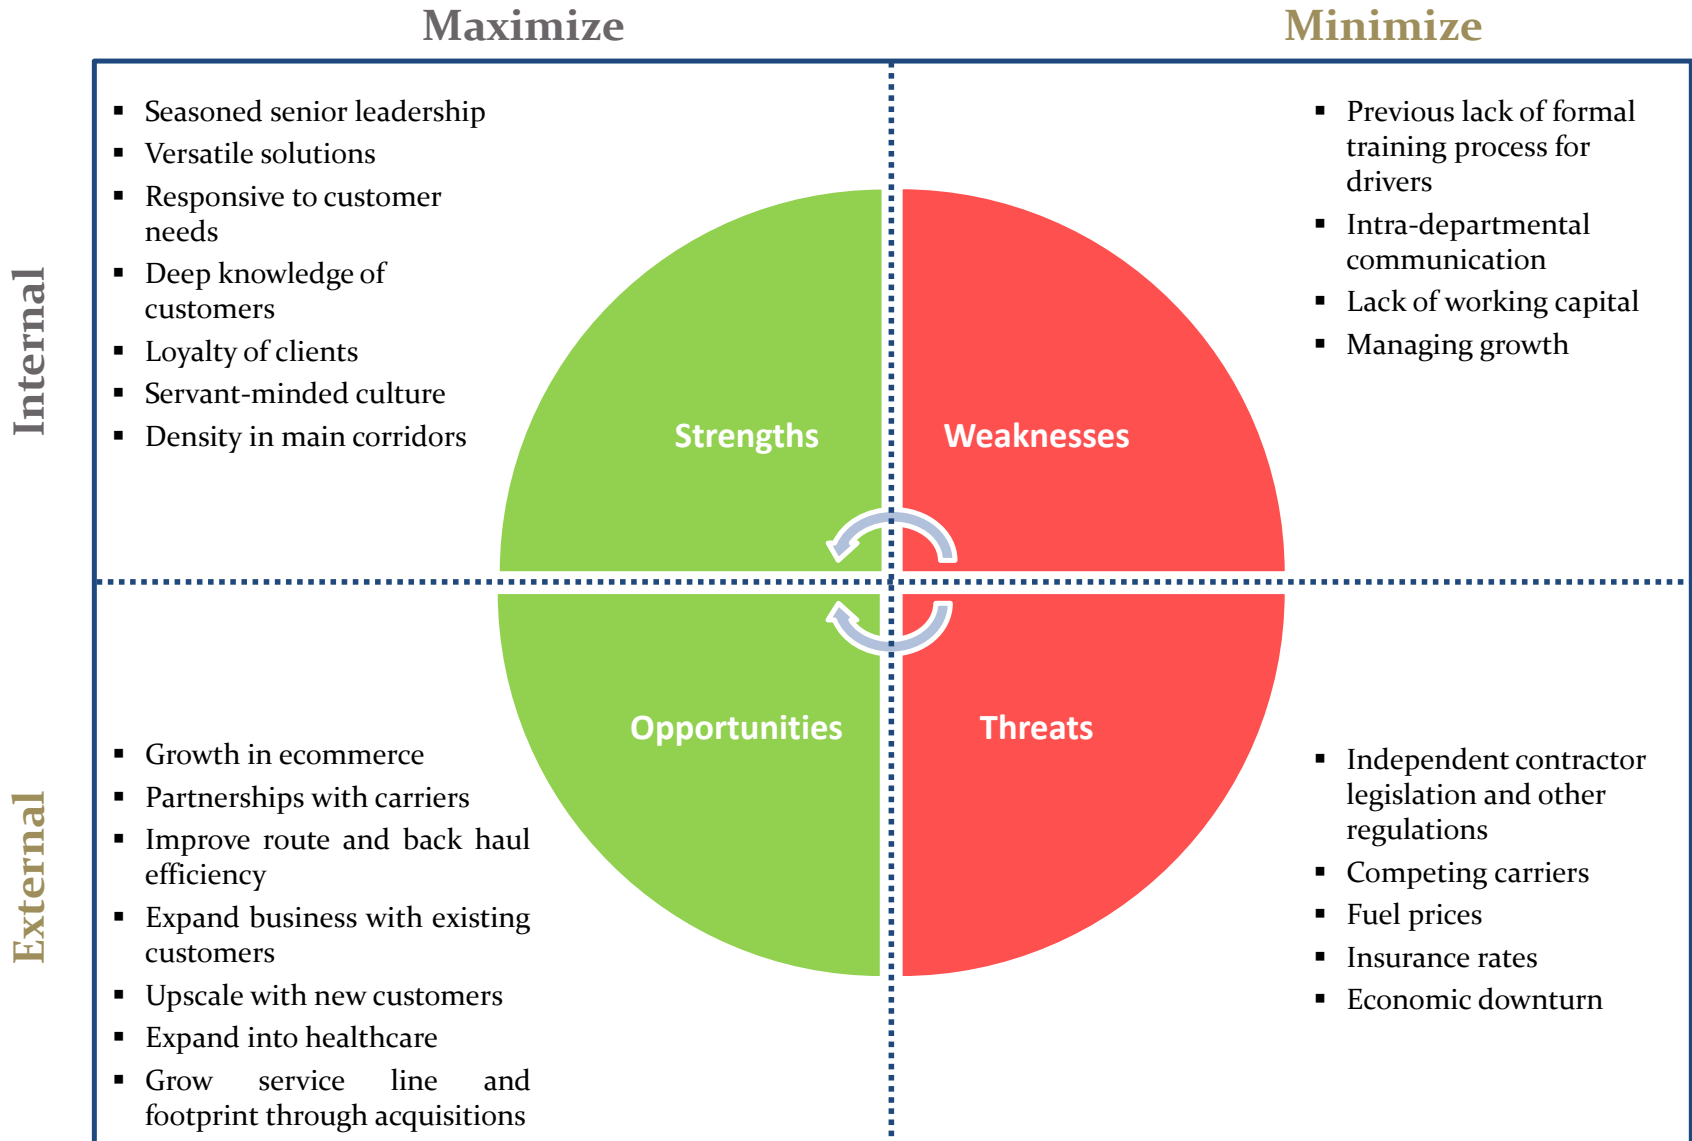 Maximize
Minimize
Internal
▪ Seasoned senior leadership
▪ Versatile solutions
▪ Responsive to customer
needs
▪ Deep knowledge of
customers
▪ Loyalty of clients
▪ Servant-minded culture
▪ Density in main corridors
Strengths
Weaknesses
▪ Previous lack of formal
training process for
drivers
▪ Intra-departmental
communication
▪ Lack of working capital
▪ Managing growth
External
▪ Growth in ecommerce
▪ Partnerships with carriers
▪ Improve route and back haul
efficiency
▪ Expand business with existing
customers
▪ Upscale with new customers
▪ Expand into healthcare
▪ Grow service line and
footprint through acquisitions
Opportunities
Threats
▪ Independent contractor
legislation and other
regulations
▪ Competing carriers
▪ Fuel prices
▪ Insurance rates
▪ Economic downturn